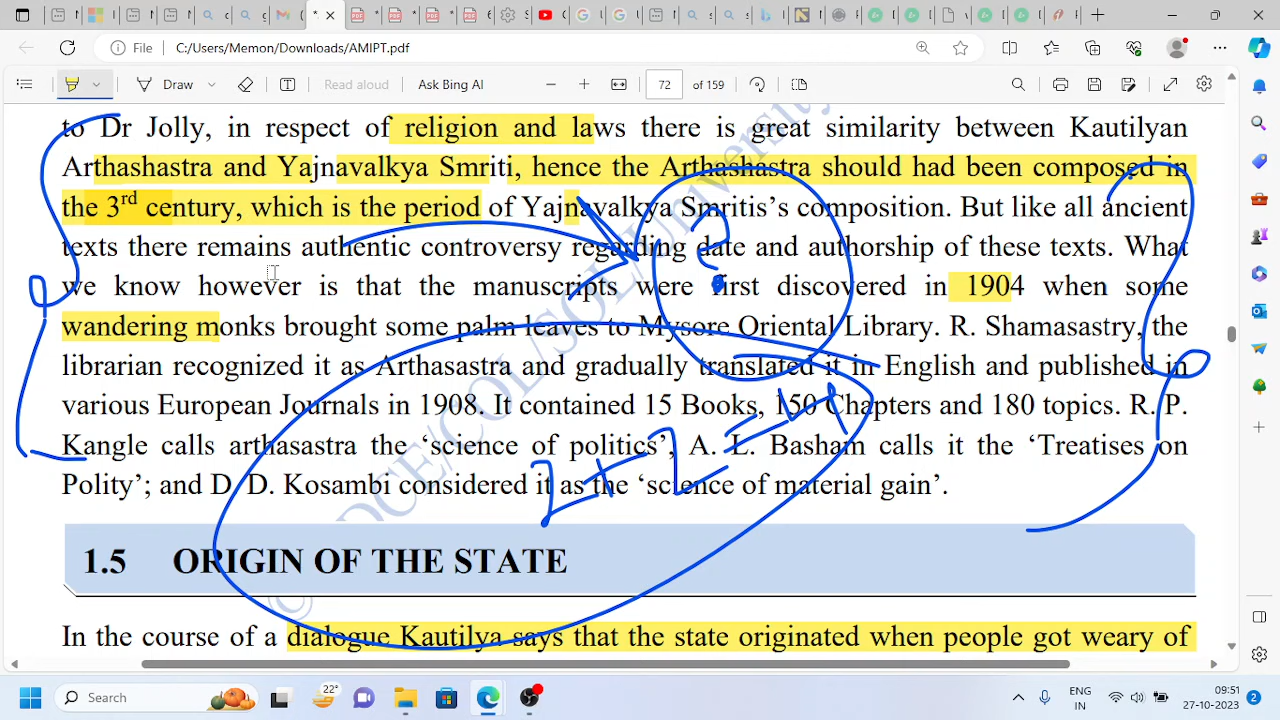 File C:/Users/Memon/Downloads/AMIPT.pdf
Draw Read aloud Ask Bing AI 72 of 159
to Dr Jolly, in respect of religion and laws there is great similarity between Kautilyan
Arthashastra and Yajnavalkya Smriti, hence the Arthashastra should had been composed in
the 3rd century, which is the period of Yajnavalkya Smritis's composition. But like all ancient
texts there remains authentic controversy regarding date and authorship of these texts. What
we know however is that the manuscripts were first discovered in 1904 when some
wandering monks brought some palm leaves to Mysore Oriental Library. R. Shamasastry, the
librarian recognized it as Arthasastra and gradually translated it in English and published in
various European Journals in 1908. It contained 15 Books, 150 Chapters and 180 topics. R. P.
Kangle calls arthasastra the 'science of politics', A. L. Basham calls it the 'Treatises on
Polity'; and D. D. Kosambi considered it as the 'science of material gain'.
?
2+2=4
1.5 ORIGIN OF THE STATE
In the course of a dialogue Kautilya says that the state originated when people got weary of
Search 22° ENG 09:51
IN 27-10-2023 2